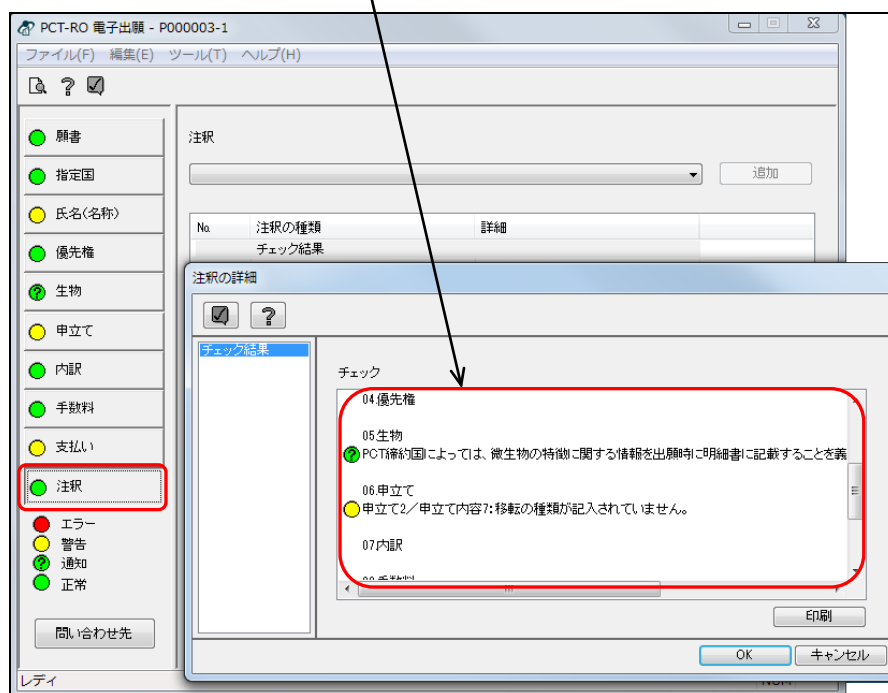 PCT-RO 電子出願 - P000003-1
ファイル(F) 編集(E) ツール(T) ヘルプ(H)
願書
指定国
氏名(名称)
優先権
生物
申立て
内訳
手数料
支払い
注釈
エラー
警告
通知
正常
問い合わせ先
レディ
注釈
追加
No. 注釈の種類 詳細
チェック結果
注釈の詳細
チェック結果
チェック
04.優先権
05.生物
PCT締約国によっては、微生物の特徴に関する情報を出願時に明細書に記載することを義
06.申立て
申立て2／申立て内容7:移転の種類が記入されていません。
07.内訳
印刷
OK キャンセル